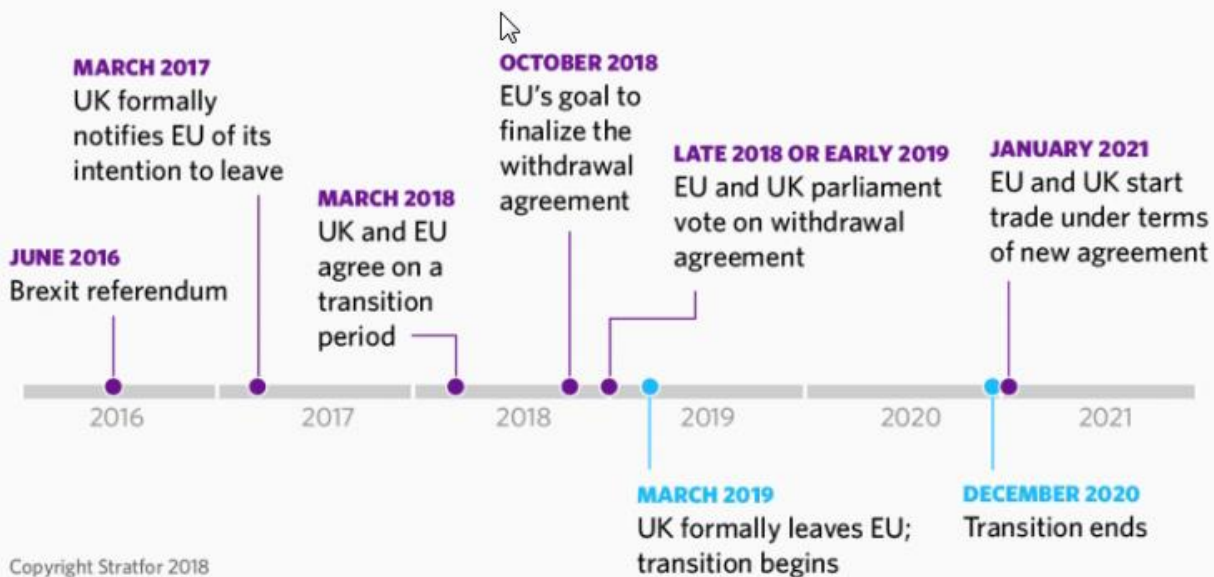 MARCH 2017
UK formally
notifies EU of its
intention to leave
OCTOBER 2018
EU's goal to
finalize the
withdrawal
agreement
LATE 2018 OR EARLY 2019
EU and UK parliament
vote on withdrawal
agreement
JANUARY 2021
EU and UK start
trade under terms
of new agreement
MARCH 2018
UK and EU
agree on a
transition
period
JUNE 2016
Brexit referendum
2016
2017
2018
2019
2020
2021
MARCH 2019
UK formally leaves EU;
transition begins
DECEMBER 2020
Transition ends
Copyright Stratfor 2018